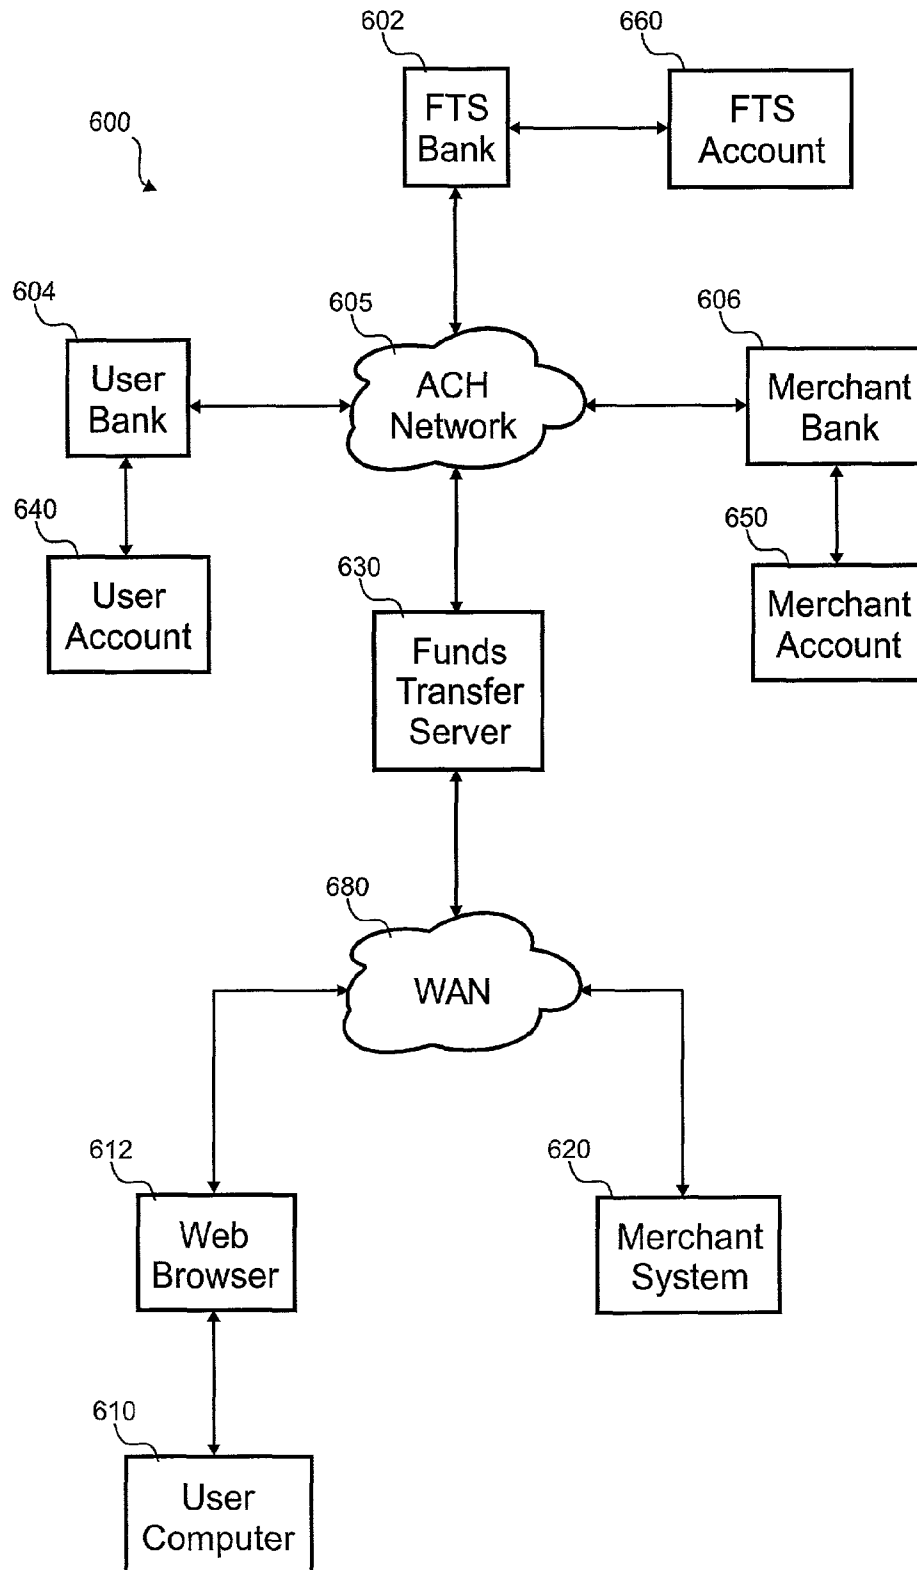 602
660
FTS
Bank
FTS
Account
600
604
605
606
User
Bank
ACH
Network
Merchant
Bank
640
630
650
User
Account
Funds
Transfer
Server
Merchant
Account
680
WAN
612
620
Web
Browser
Merchant
System
610
User
Computer